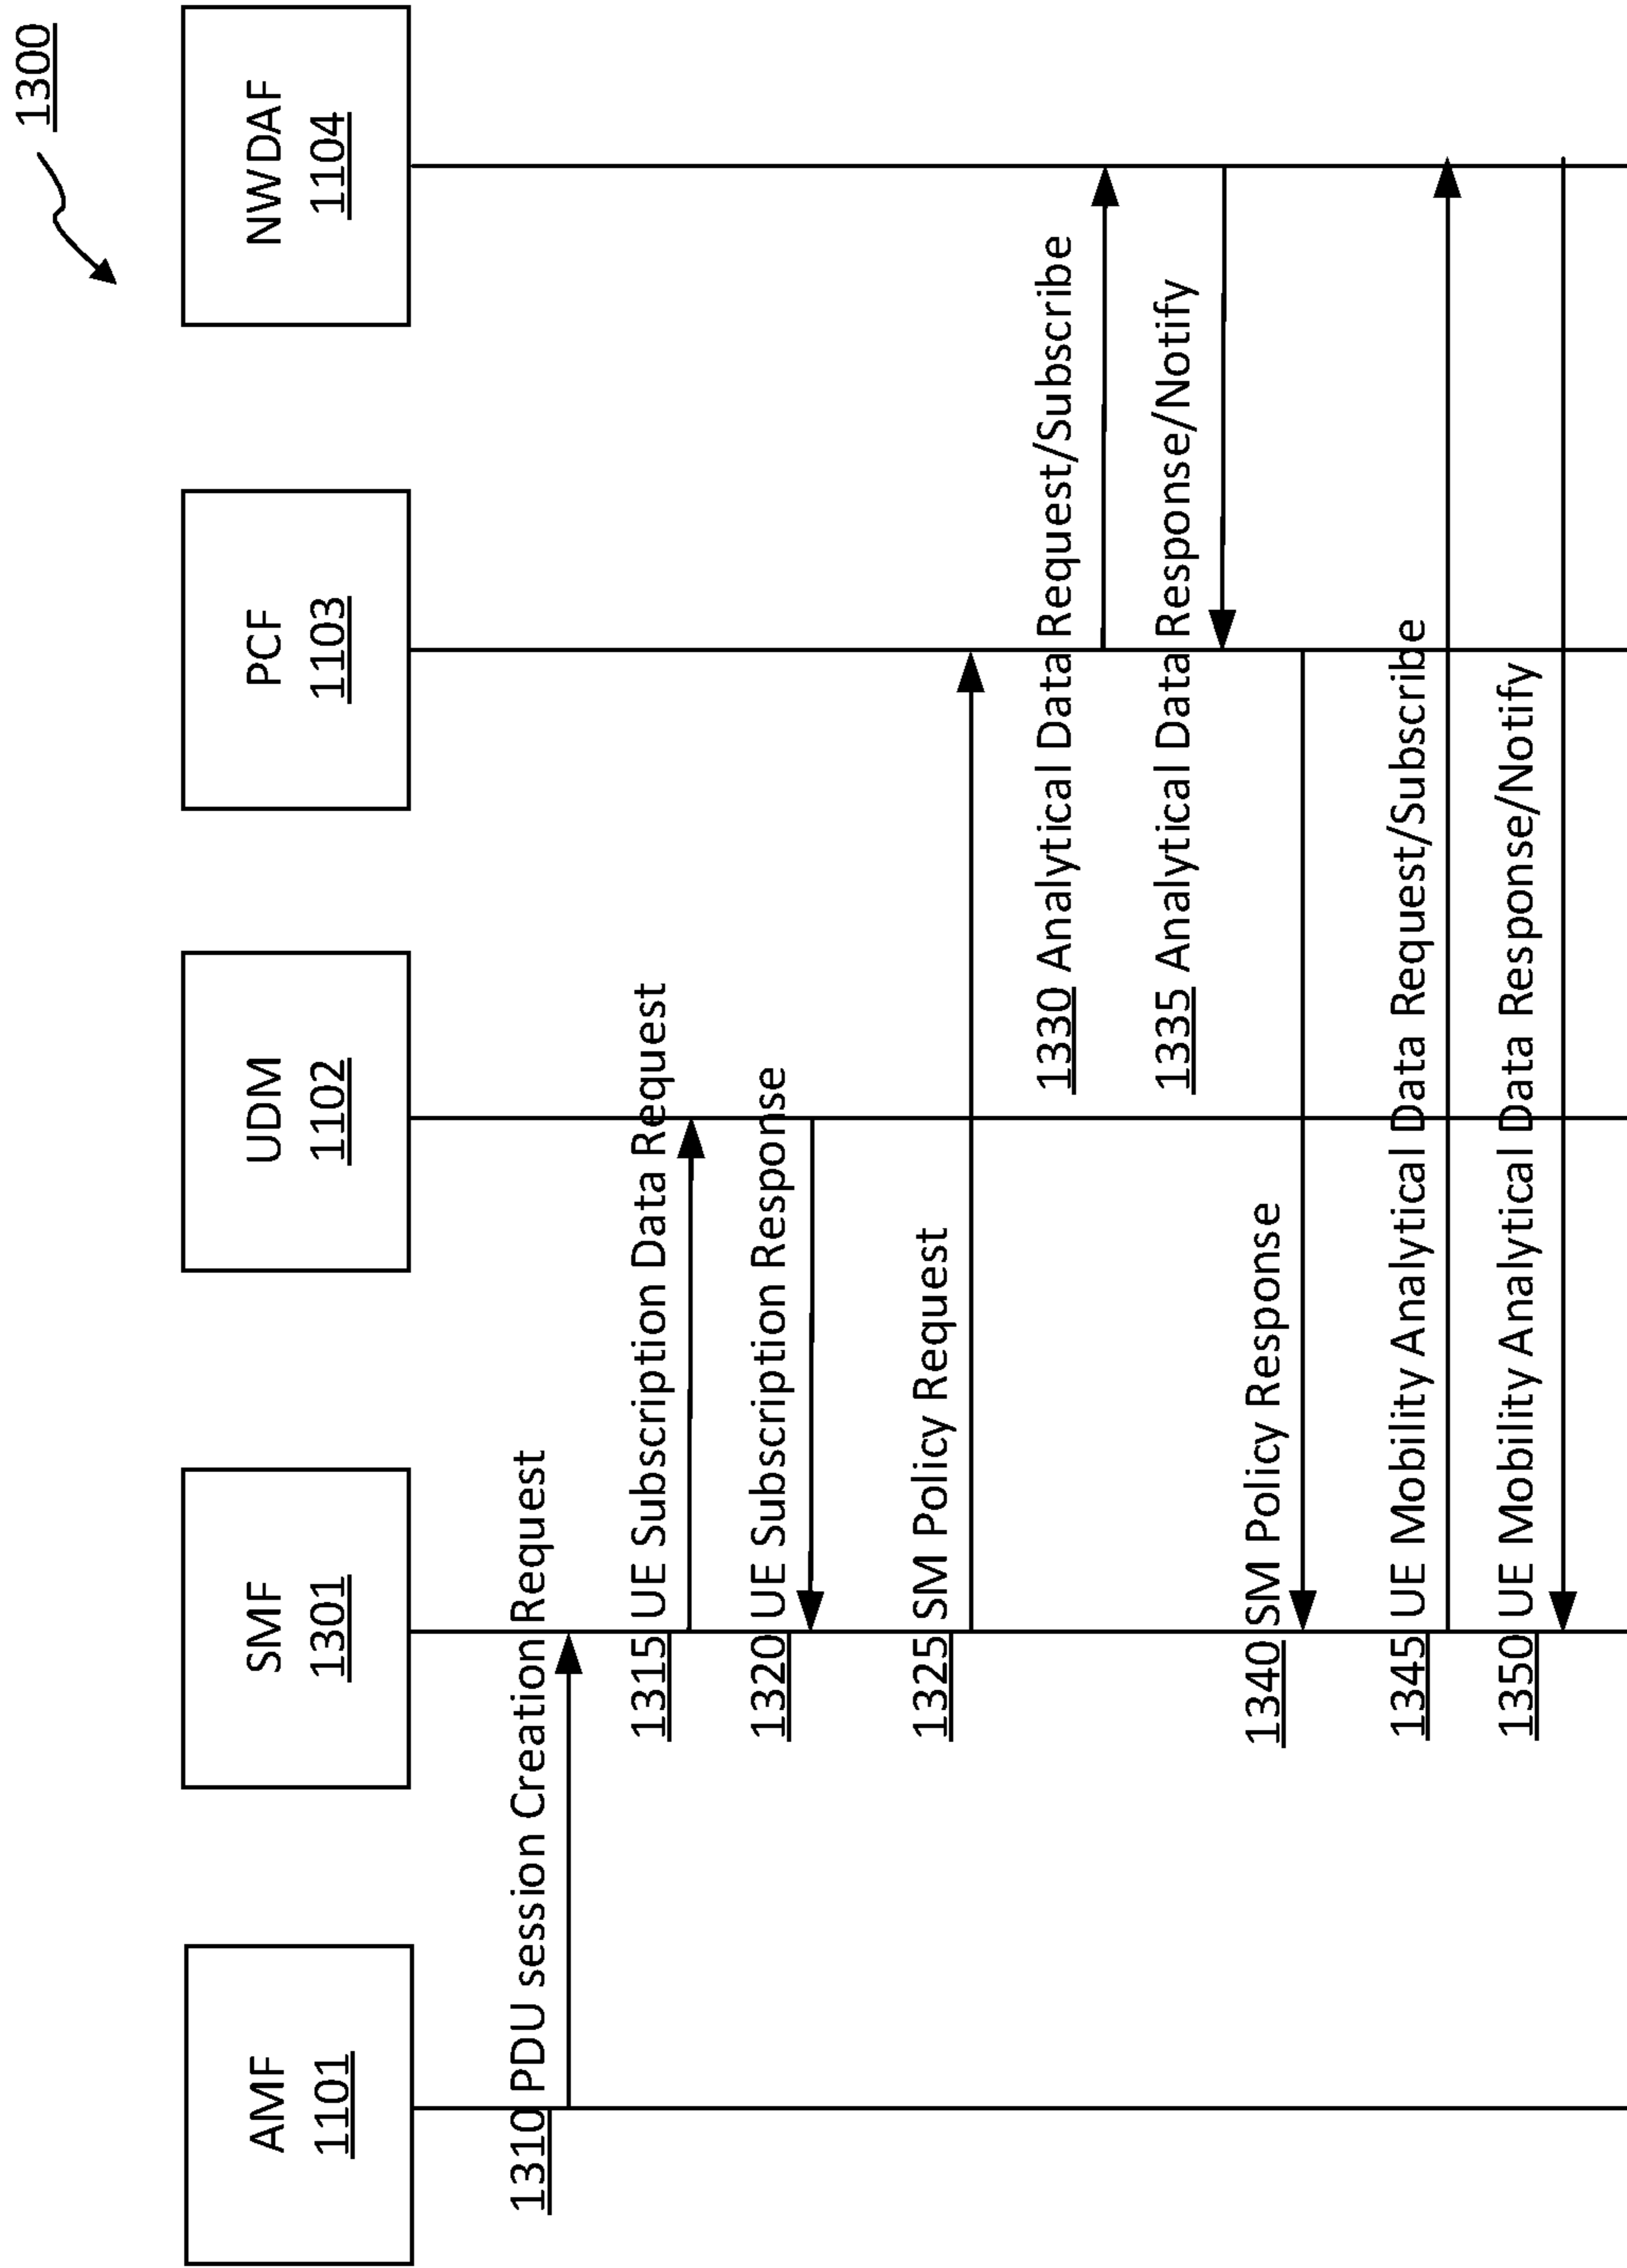 1300
AMF
1101
SMF
1301
UDM
1102
PCF
1103
NWDAF
1104
1310 PDU session Creation Request
1315 UE Subscription Data Request
1320 UE Subscription Response
1325 SM Policy Request
1330 Analytical Data Request/Subscribe
1335 Analytical Data Response/Notify
1340 SM Policy Response
1345 UE Mobility Analytical Data Request/Subscribe
1350 UE Mobility Analytical Data Response/Notify